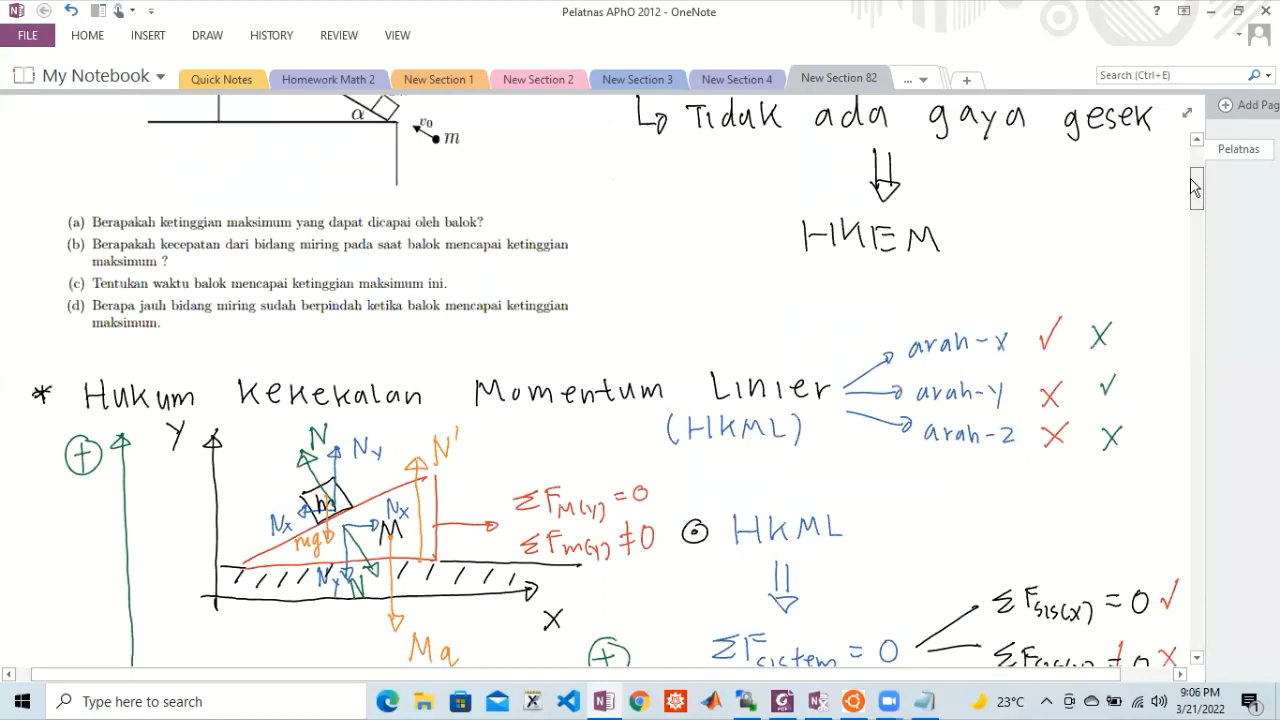 Pelatnas APhO 2012 - OneNote
FILE HOME INSERT DRAW HISTORY REVIEW VIEW
My Notebook Quick Notes Homework Math 2 New Section 1 New Section 2 New Section 3 New Section 4 New Section 82 ... + Search (Ctrl+E)
α v0 m
↳ Tidak ada gaya gesek
Add Pag
Pelatnas
HKEM
(a) Berapakah ketinggian maksimum yang dapat dicapai oleh balok?
(b) Berapakah kecepatan dari bidang miring pada saat balok mencapai ketinggian
maksimum ?
(c) Tentukan waktu balok mencapai ketinggian maksimum ini.
(d) Berapa jauh bidang miring sudah berpindah ketika balok mencapai ketinggian
maksimum.
arah-x ✓ X
* Hukum Kekekalan Momentum Linier arah-y X ✓
(HKML) arah-z X X
+ Y N Ny N'
m Nx Nx M
mg Ny N
X
Mg
ΣFM(y) = 0
ΣFm(y) ≠ 0
HKML
ΣFsis(x) = 0 ✓
+ ΣFsistem = 0
Type here to search 23°C 9:06 PM
3/21/2022